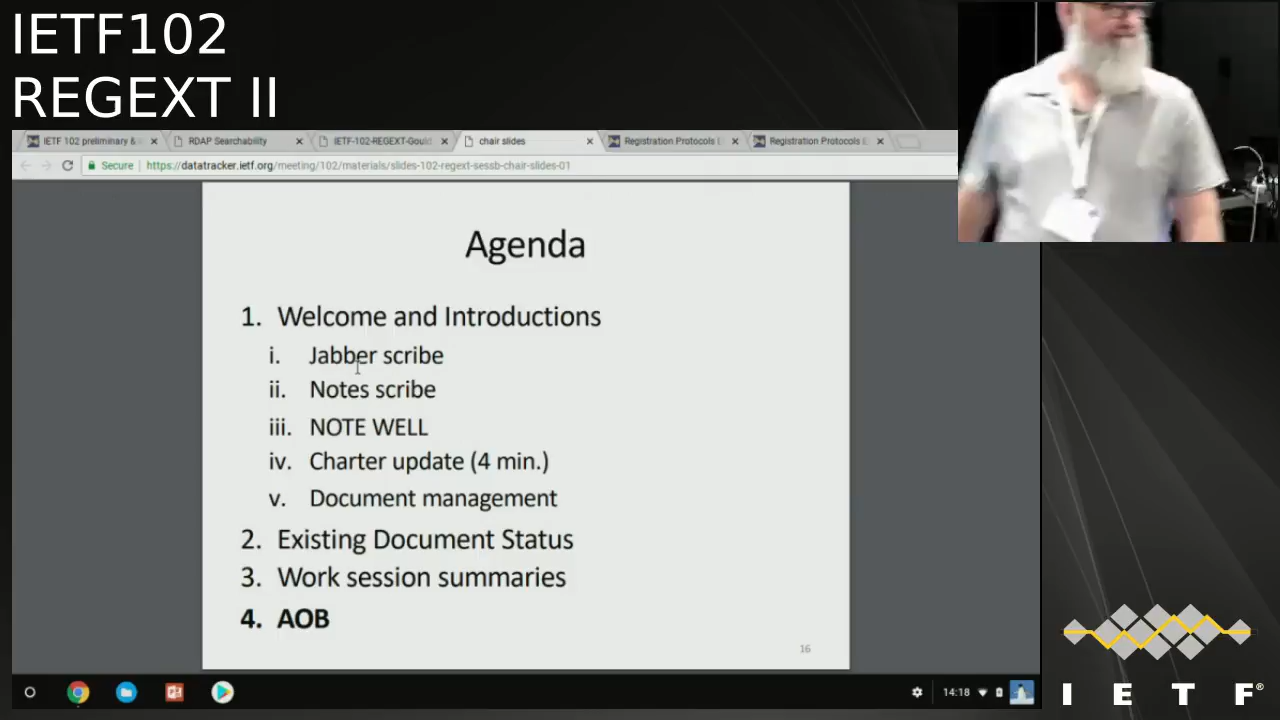 IETF102
REGEXT II
IETF 102 preliminary &
RDAP Searchability
IETF-102-REGEXT-Gould
chair slides
Registration Protocols E
Registration Protocols E
Secure
https://datatracker.ietf.org/meeting/102/materials/slides-102-regext-sessb-chair-slides-01
Agenda
1. Welcome and Introductions
i. Jabber scribe
ii. Notes scribe
iii. NOTE WELL
iv. Charter update (4 min.)
v. Document management
2. Existing Document Status
3. Work session summaries
4. AOB
16
14:18
I E T F®